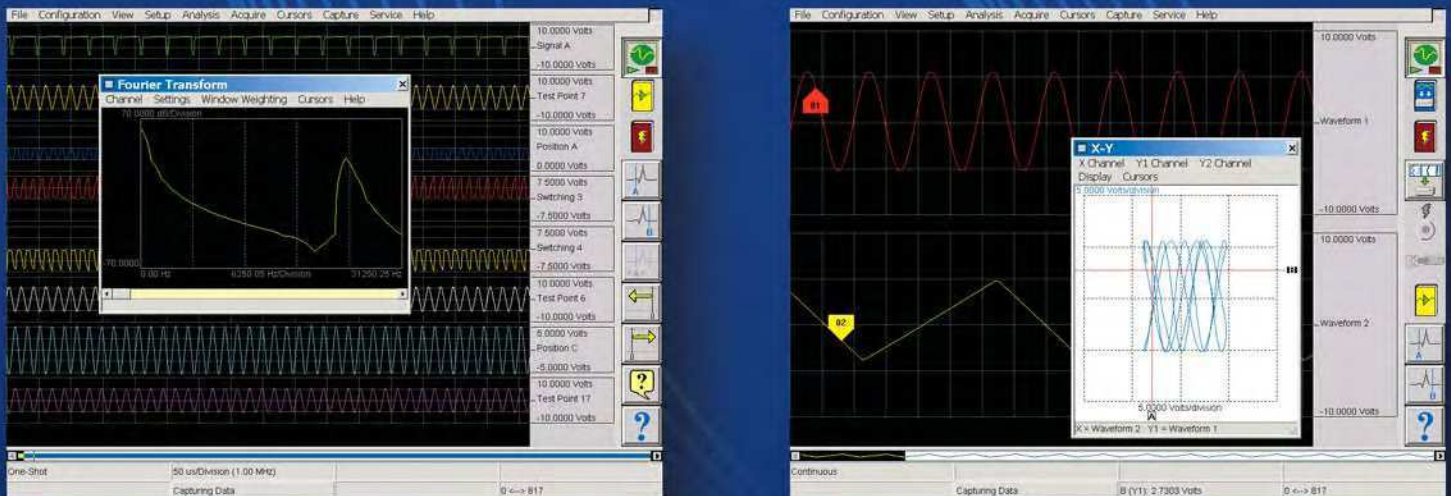 File Configuration View Setup Analysis Acquire Cursors Capture Service Help
10.0000 Volts
Signal A
-10.0000 Volts
10.0000 Volts
Test Point 7
-10.0000 Volts
10.0000 Volts
Position A
0.0000 Volts
7.5000 Volts
Switching 3
-7.5000 Volts
7.5000 Volts
Switching 4
-7.5000 Volts
10.0000 Volts
Test Point 6
-10.0000 Volts
5.0000 Volts
Position C
-5.0000 Volts
10.0000 Volts
Test Point 17
-10.0000 Volts
Fourier Transform
Channel Settings Window Weighting Cursors Help
70.0000 dB/Division
-70.0000
0.00 Hz 6250.05 Hz/Division 31250.25 Hz
A
B
?
?
One-Shot 50 us/Division (1.00 MHz)
Capturing Data 0 <--> 817
File Configuration View Setup Analysis Acquire Cursors Capture Service Help
10.0000 Volts
Waveform 1
-10.0000 Volts
10.0000 Volts
Waveform 2
-10.0000 Volts
01
02
X-Y
X Channel Y1 Channel Y2 Channel
Display Cursors
5.0000 Volts/division
B
5.0000 Volts/division
A
X = Waveform 2 Y1 = Waveform 1
A
B
?
Continuous
Capturing Data B (Y1): 2.7303 Volts 0 <--> 817